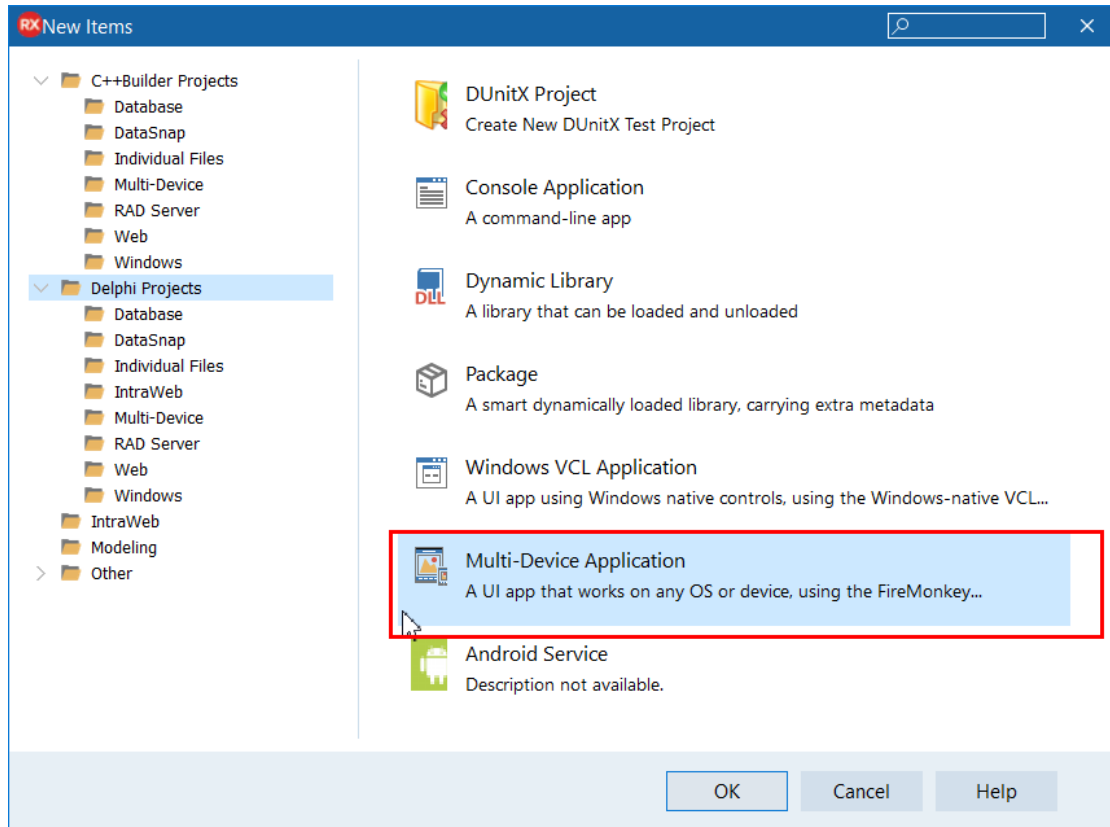 RX New Items
C++Builder Projects
Database
DataSnap
Individual Files
Multi-Device
RAD Server
Web
Windows
Delphi Projects
Database
DataSnap
Individual Files
IntraWeb
Multi-Device
RAD Server
Web
Windows
IntraWeb
Modeling
Other
DUnitX Project
Create New DUnitX Test Project
Console Application
A command-line app
DLL
Dynamic Library
A library that can be loaded and unloaded
Package
A smart dynamically loaded library, carrying extra metadata
Windows VCL Application
A UI app using Windows native controls, using the Windows-native VCL...
Multi-Device Application
A UI app that works on any OS or device, using the FireMonkey...
Android Service
Description not available.
OK Cancel Help